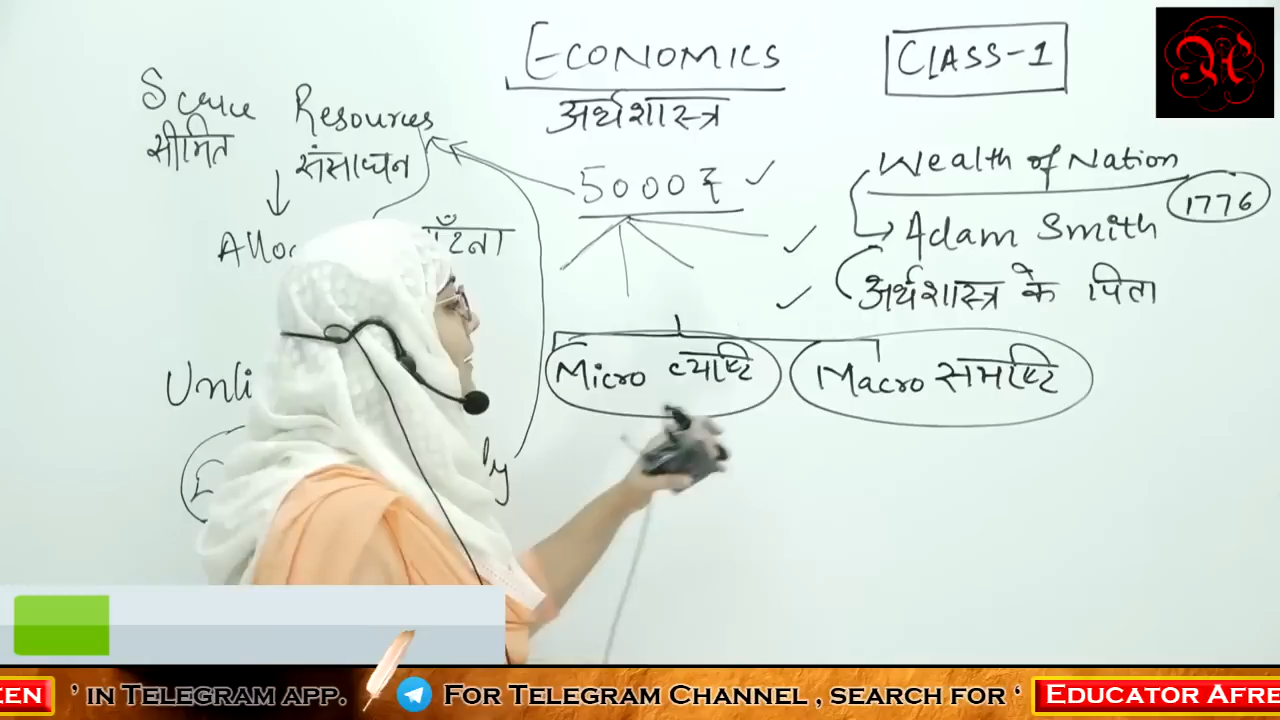 ECONOMICS
अर्थशास्त्र
CLASS-1
Scarce Resources
सीमित संसाधन
5000₹
Wealth of Nation
1776
Adam Smith
अर्थशास्त्र के पिता
Micro व्यष्टि
Macro समष्टि
' in Telegram app.
For Telegram Channel , search for '
Educator